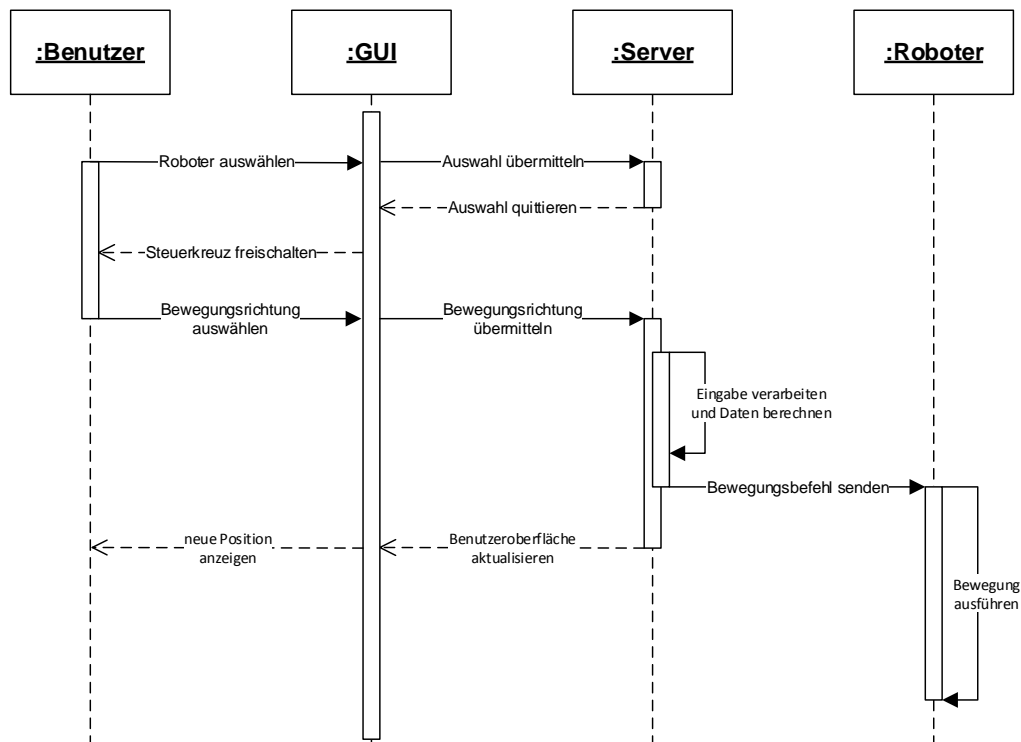 :Benutzer
:GUI
:Server
:Roboter
Roboter auswählen
Auswahl übermitteln
Auswahl quittieren
Steuerkreuz freischalten
Bewegungsrichtung
auswählen
Bewegungsrichtung
übermitteln
Eingabe verarbeiten
und Daten berechnen
Bewegungsbefehl senden
neue Position
anzeigen
Benutzeroberfläche
aktualisieren
Bewegung
ausführen